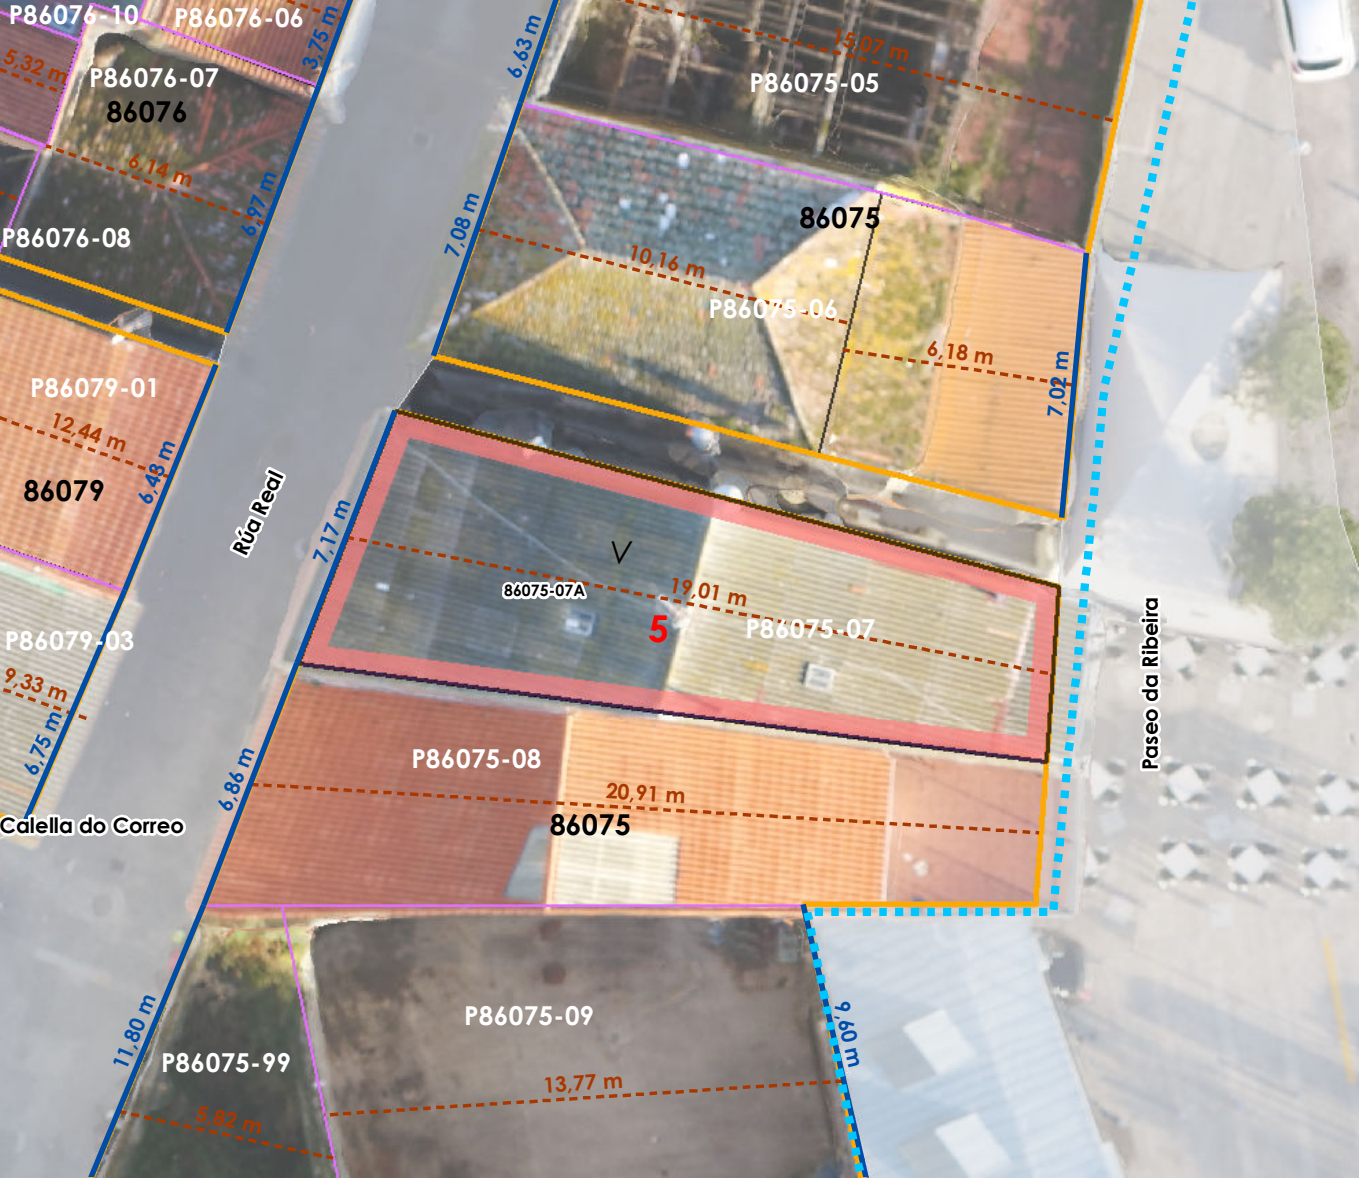 P86076-10
P86076-06
3,75 m
6,63 m
15,07 m
5,32 m
P86076-07
P86075-05
86076
6,14 m
6,97 m
7,08 m
86075
P86076-08
10,16 m
P86075-06
6,18 m
7,02 m
P86079-01
12,44 m
6,43 m
86079
Rúa Real
7,17 m
V
86075-07A
19,01 m
5
P86075-07
Paseo da Ribeira
P86079-03
9,33 m
6,75 m
P86075-08
6,86 m
20,91 m
86075
Calella do Correo
P86075-09
11,80 m
9,60 m
P86075-99
13,77 m
5,82 m